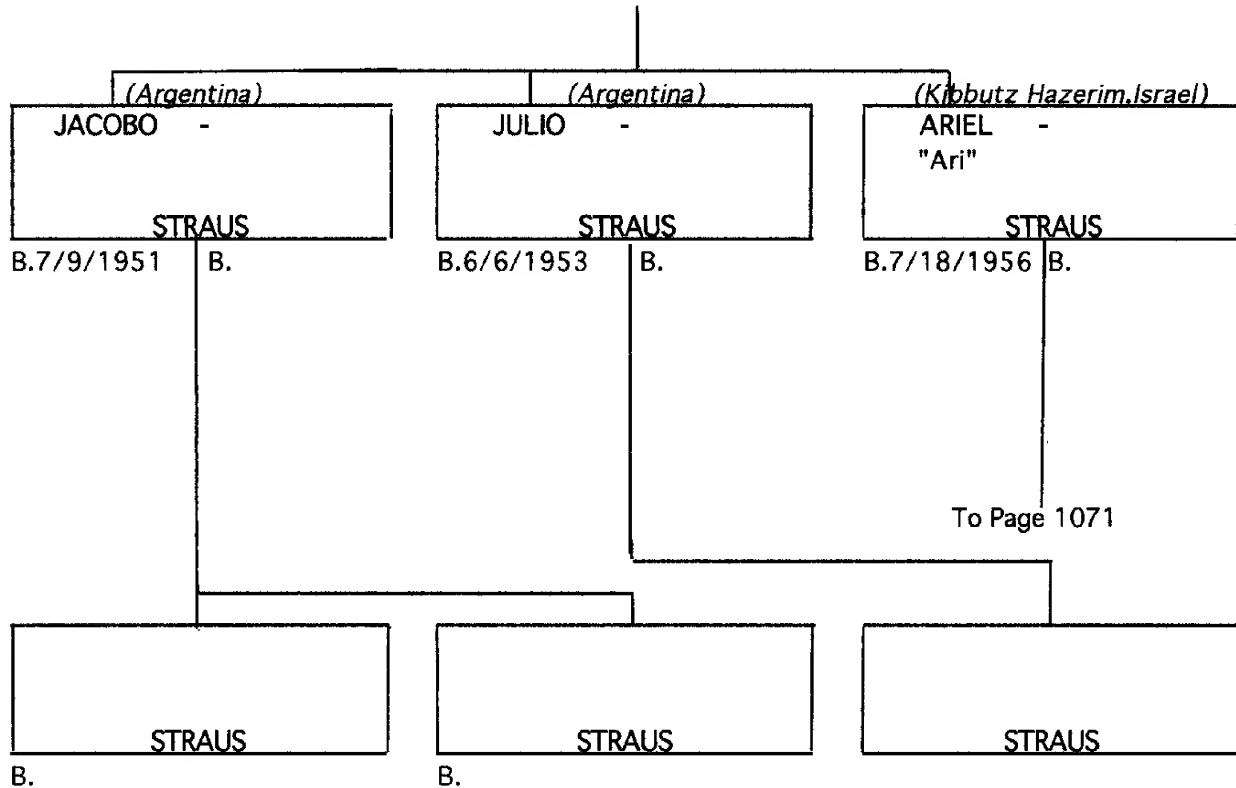 (Argentina) (Argentina) (Kibbutz Hazerim.Israel)
JACOBO - JULIO - ARIEL -
"Ari"
STRAUS STRAUS STRAUS
B.7/9/1951 B. B.6/6/1953 B. B.7/18/1956 B.
To Page 1071
STRAUS STRAUS STRAUS
B. B.